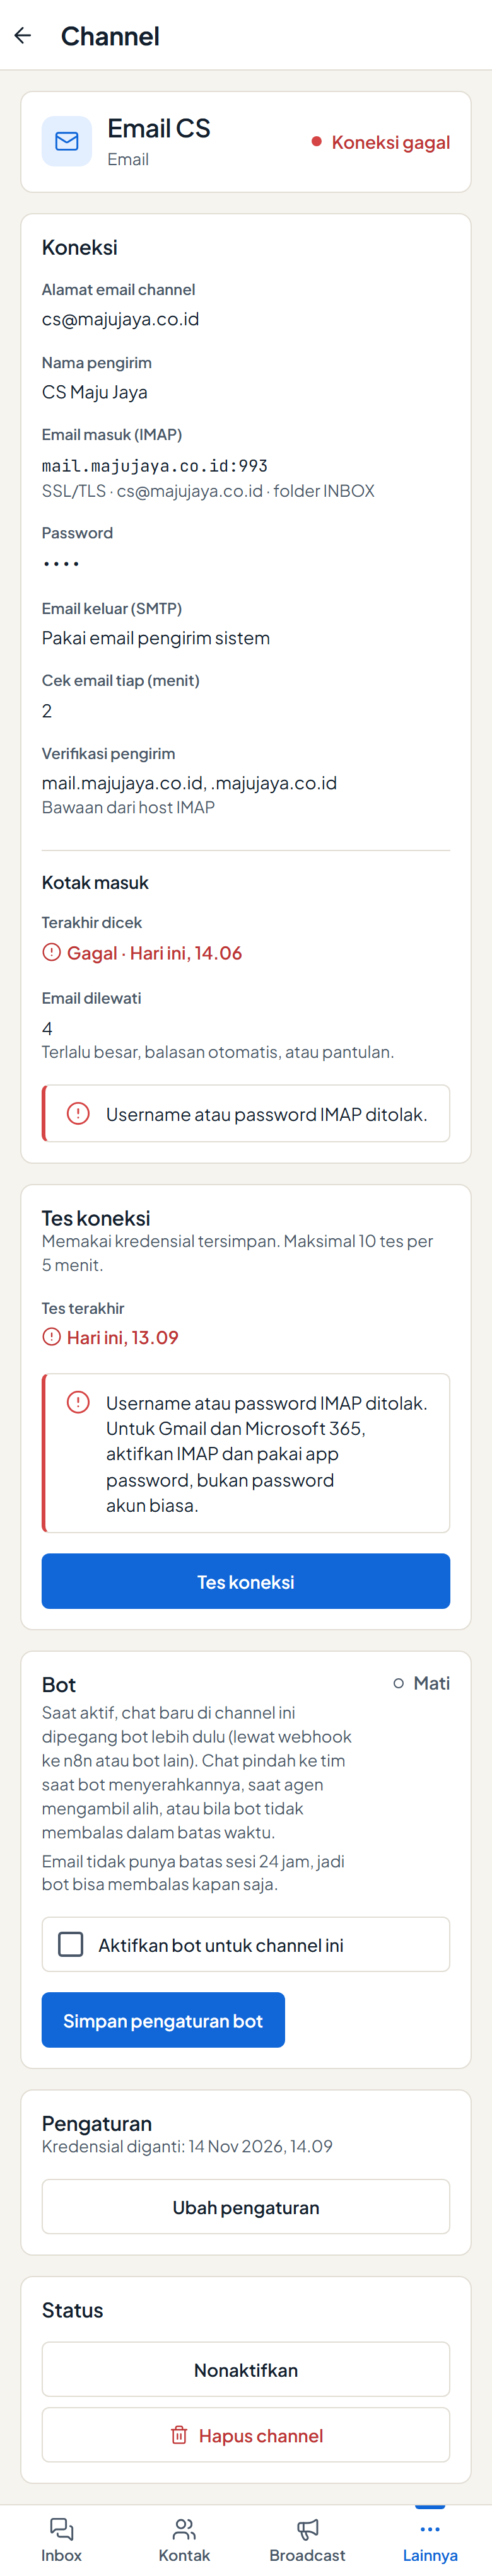 Channel
Email CS
Email
Koneksi gagal
Koneksi
Alamat email channel
cs@majujaya.co.id
Nama pengirim
CS Maju Jaya
Email masuk (IMAP)
mail.majujaya.co.id:993
SSL/TLS · cs@majujaya.co.id · folder INBOX
Password
••••
Email keluar (SMTP)
Pakai email pengirim sistem
Cek email tiap (menit)
2
Verifikasi pengirim
mail.majujaya.co.id, .majujaya.co.id
Bawaan dari host IMAP
Kotak masuk
Terakhir dicek
Gagal · Hari ini, 14.06
Email dilewati
4
Terlalu besar, balasan otomatis, atau pantulan.
Username atau password IMAP ditolak.
Tes koneksi
Memakai kredensial tersimpan. Maksimal 10 tes per
5 menit.
Tes terakhir
Hari ini, 13.09
Username atau password IMAP ditolak.
Untuk Gmail dan Microsoft 365,
aktifkan IMAP dan pakai app
password, bukan password
akun biasa.
Tes koneksi
Bot
Mati
Saat aktif, chat baru di channel ini
dipegang bot lebih dulu (lewat webhook
ke n8n atau bot lain). Chat pindah ke tim
saat bot menyerahkannya, saat agen
mengambil alih, atau bila bot tidak
membalas dalam batas waktu.
Email tidak punya batas sesi 24 jam, jadi
bot bisa membalas kapan saja.
Aktifkan bot untuk channel ini
Simpan pengaturan bot
Pengaturan
Kredensial diganti: 14 Nov 2026, 14.09
Ubah pengaturan
Status
Nonaktifkan
Hapus channel
Inbox
Kontak
Broadcast
Lainnya